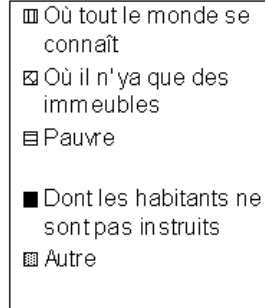 Où tout le monde se
connaît
Où il n'ya que des
immeubles
Pauvre
Dont les habitants ne
sont pas instruits
Autre